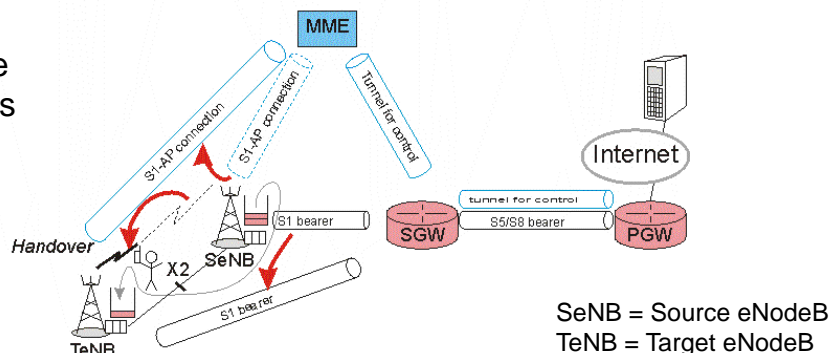 MME
S1-AP connection
S1-AP connection
Tunnel for control
Internet
tunnel for control
S1 bearer
S5/S8 bearer
SGW
PGW
Handover
SeNB
X2
S1 bearer
TeNB
SeNB = Source eNodeB
TeNB = Target eNodeB